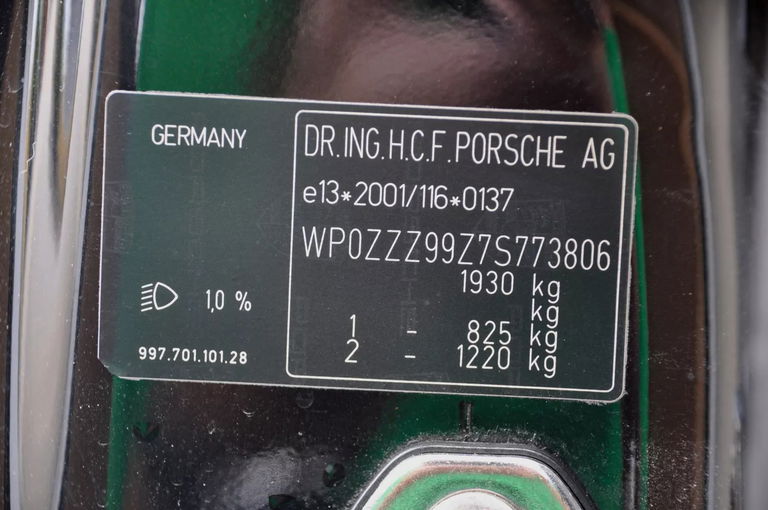 GERMANY
DR.ING.H.C.F.PORSCHE AG
e13*2001/116*0137
WP0ZZZ99Z7S773806
1930 kg
kg
1 - 825 kg
2 - 1220 kg
1,0 %
997.701.101.28